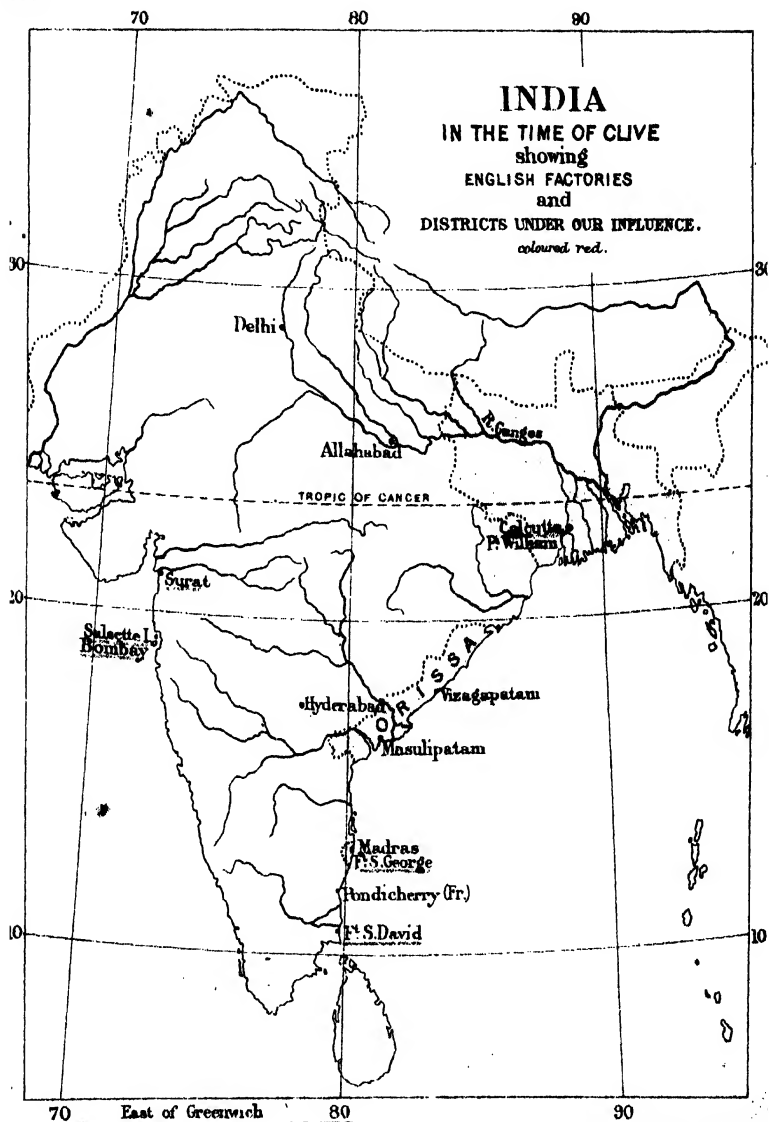 70 80 90
INDIA
IN THE TIME OF CLIVE
showing
ENGLISH FACTORIES
and
DISTRICTS UNDER OUR INFLUENCE.
coloured red.
30 30
Delhi
R. Ganges
Allahabad
TROPIC OF CANCER
Calcutta
Ft. William
Surat
20 20
Salsette I.
Bombay
ORISSA
Vizagapatam
Hyderabad
Masulipatam
Madras
Ft. S. George
Pondicherry (Fr.)
Ft. S. David
10 10
70 East of Greenwich 80 90